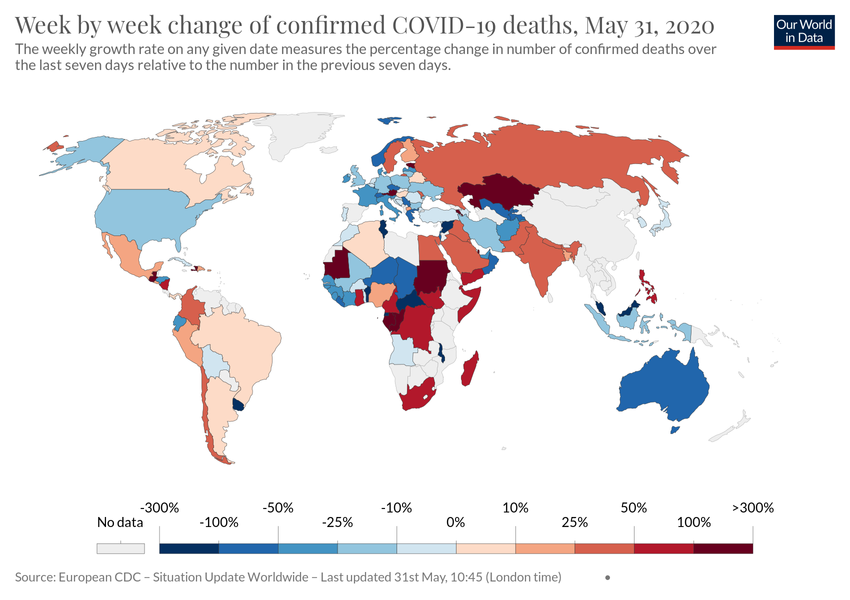 Week by week change of confirmed COVID-19 deaths, May 31, 2020
Our World
in Data
The weekly growth rate on any given date measures the percentage change in number of confirmed deaths over
the last seven days relative to the number in the previous seven days.
-300% -50% -10% 10% 50% >300%
No data -100% -25% 0% 25% 100%
Source: European CDC – Situation Update Worldwide – Last updated 31st May, 10:45 (London time)